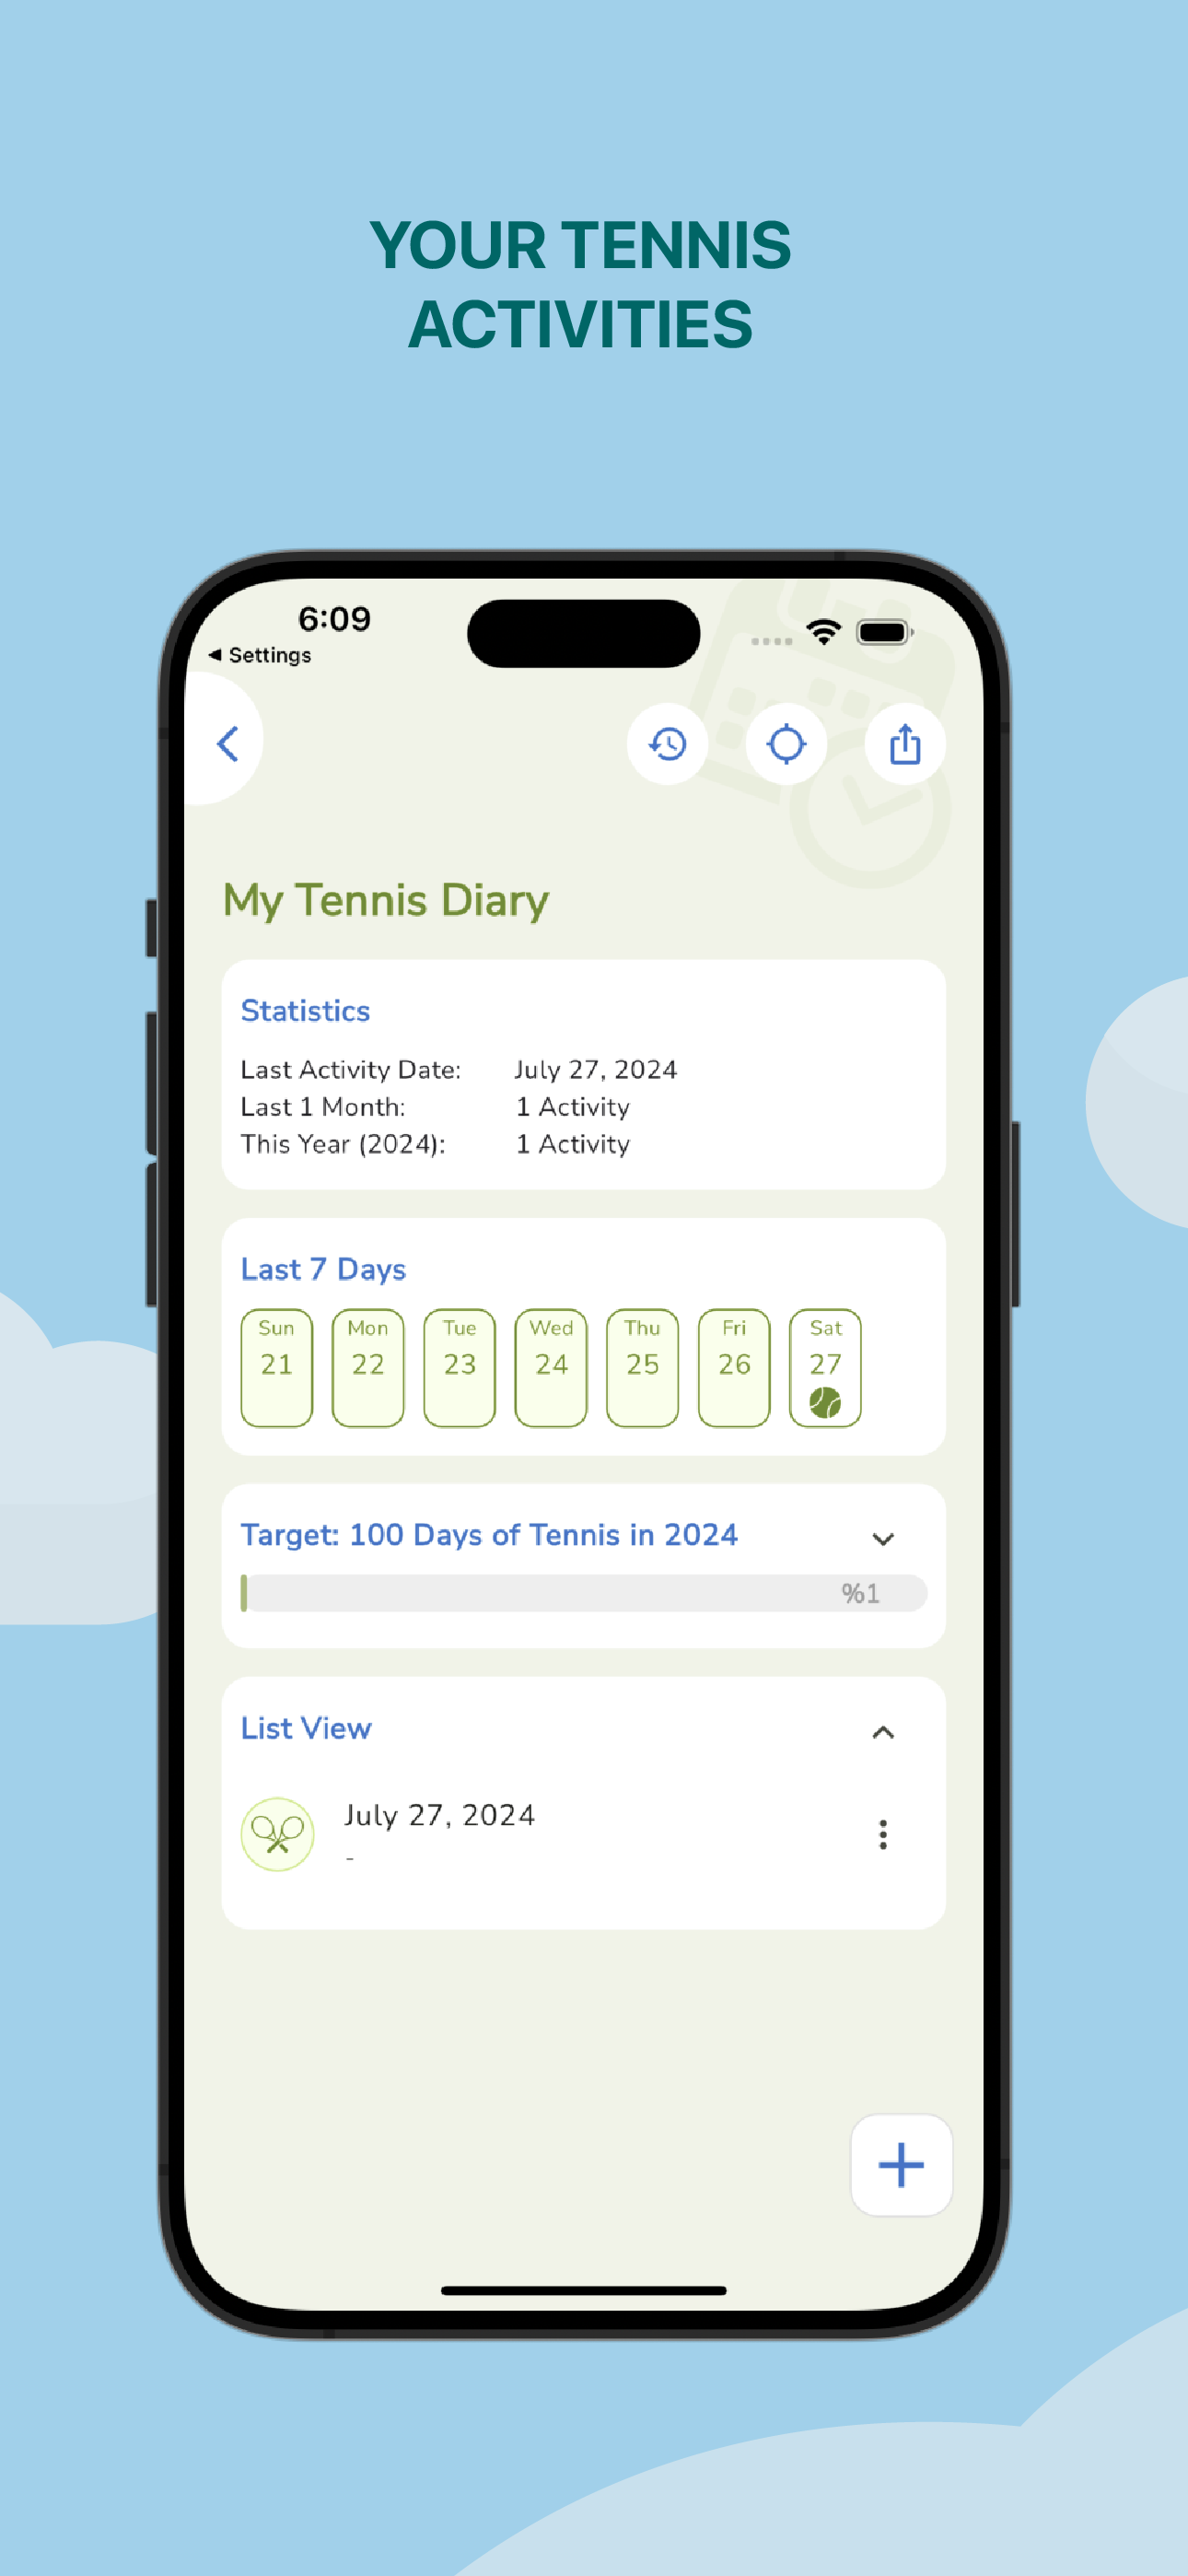 YOUR TENNIS
ACTIVITIES
6:09
◀ Settings
My Tennis Diary
Statistics
Last Activity Date: July 27, 2024
Last 1 Month: 1 Activity
This Year (2024): 1 Activity
Last 7 Days
Sun Mon Tue Wed Thu Fri Sat
21 22 23 24 25 26 27
Target: 100 Days of Tennis in 2024
%1
List View
July 27, 2024
-